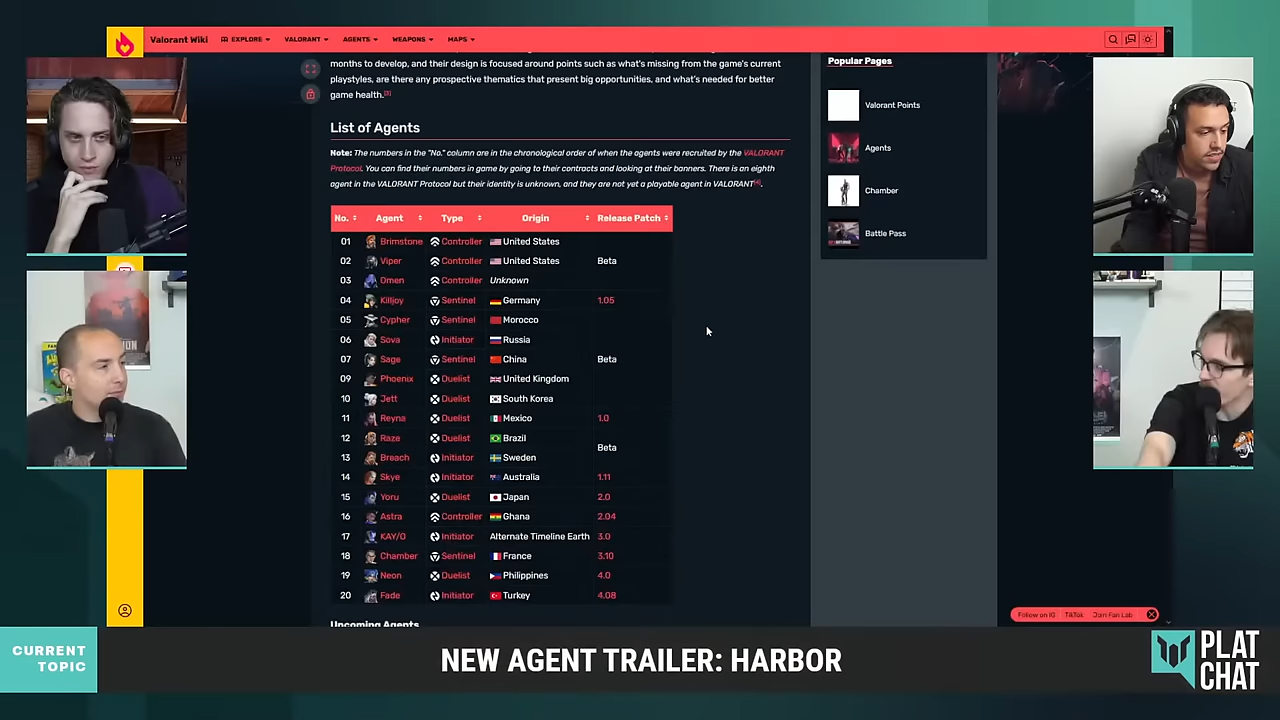 Valorant Wiki
EXPLORE
VALORANT
AGENTS
WEAPONS
MAPS
months to develop, and their design is focused around points such as what's missing from the game's current
playstyles, are there any prospective thematics that present big opportunities, and what's needed for better
game health.[3]
List of Agents
Note: The numbers in the "No." column are in the chronological order of when the agents were recruited by the VALORANT
Protocol. You can find their numbers in game by going to their contracts and looking at their banners. There is an eighth
agent in the VALORANT Protocol but their identity is unknown, and they are not yet a playable agent in VALORANT[4].
No. Agent Type Origin Release Patch
01 Brimstone Controller United States
02 Viper Controller United States Beta
03 Omen Controller Unknown
04 Killjoy Sentinel Germany 1.05
05 Cypher Sentinel Morocco
06 Sova Initiator Russia
07 Sage Sentinel China Beta
09 Phoenix Duelist United Kingdom
10 Jett Duelist South Korea
11 Reyna Duelist Mexico 1.0
12 Raze Duelist Brazil
Beta
13 Breach Initiator Sweden
14 Skye Initiator Australia 1.11
15 Yoru Duelist Japan 2.0
16 Astra Controller Ghana 2.04
17 KAY/O Initiator Alternate Timeline Earth 3.0
18 Chamber Sentinel France 3.10
19 Neon Duelist Philippines 4.0
20 Fade Initiator Turkey 4.08
Upcoming Agents
Popular Pages
Valorant Points
Agents
Chamber
Battle Pass
Follow on IG TikTok Join Fan Lab
CURRENT
TOPIC
NEW AGENT TRAILER: HARBOR
PLAT
CHAT